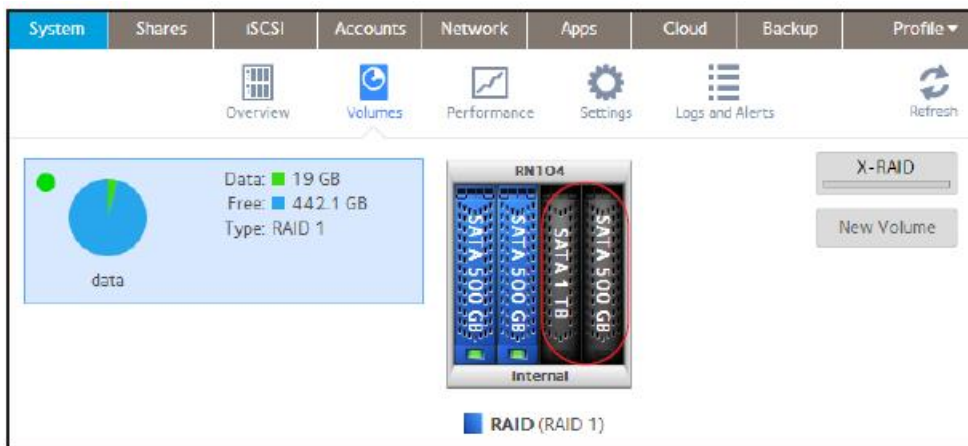 System Shares iSCSI Accounts Network Apps Cloud Backup Profile
Overview Volumes Performance Settings Logs and Alerts Refresh
Data: 19 GB
Free: 442.1 GB
Type: RAID 1
data
RN104
SATA 500 GB
SATA 500 GB
SATA 1 TB
SATA 500 GB
Internal
RAID (RAID 1)
X-RAID
New Volume